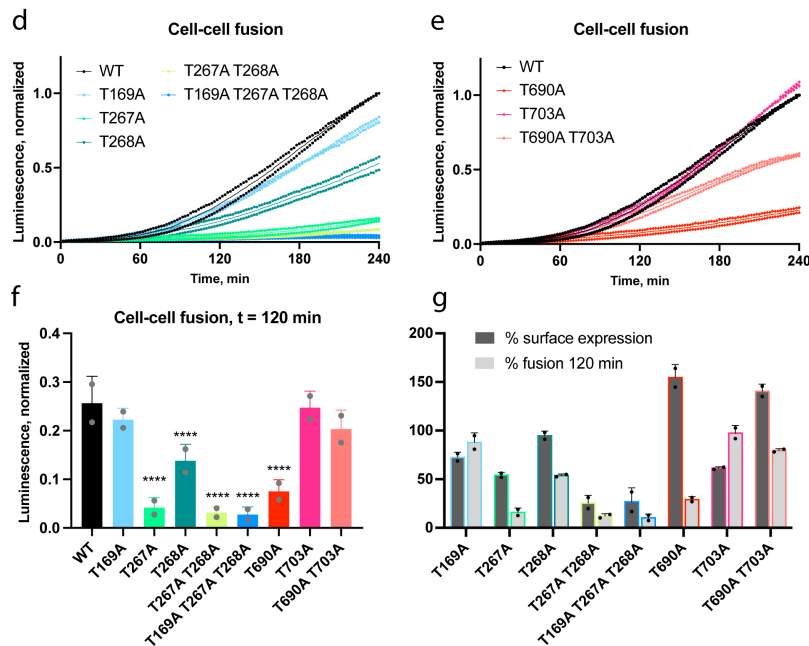 d
Cell-cell fusion
Luminescence, normalized
1.0
0.5
0.0
WT
T169A
T267A
T268A
T267A T268A
T169A T267A T268A
0 60 120 180 240
Time, min
e
Cell-cell fusion
Luminescence, normalized
1.0
0.5
0.0
WT
T690A
T703A
T690A T703A
0 60 120 180 240
Time, min
f
Cell-cell fusion, t = 120 min
Luminescence, normalized
0.4
0.3
0.2
0.1
0.0
****
****
****
****
****
WT
T169A
T267A
T268A
T267A T268A
T169A T267A T268A
T690A
T703A
T690A T703A
g
200
150
100
50
0
% surface expression
% fusion 120 min
T169A
T267A
T268A
T267A T268A
T169A T267A T268A
T690A
T703A
T690A T703A